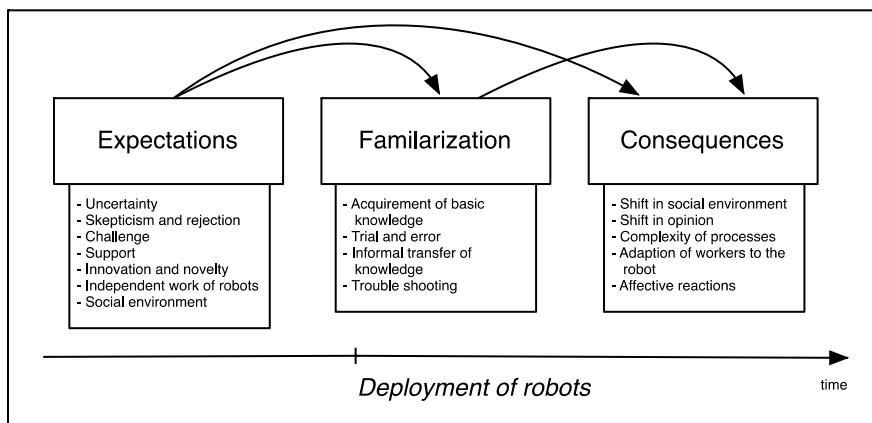 Expectations
- Uncertainty
- Skepticism and rejection
- Challenge
- Support
- Innovation and novelty
- Independent work of robots
- Social environment
Familarization
- Acquirement of basic
knowledge
- Trial and error
- Informal transfer of
knowledge
- Trouble shooting
Consequences
- Shift in social environment
- Shift in opinion
- Complexity of processes
- Adaption of workers to the
robot
- Affective reactions
Deployment of robots
time